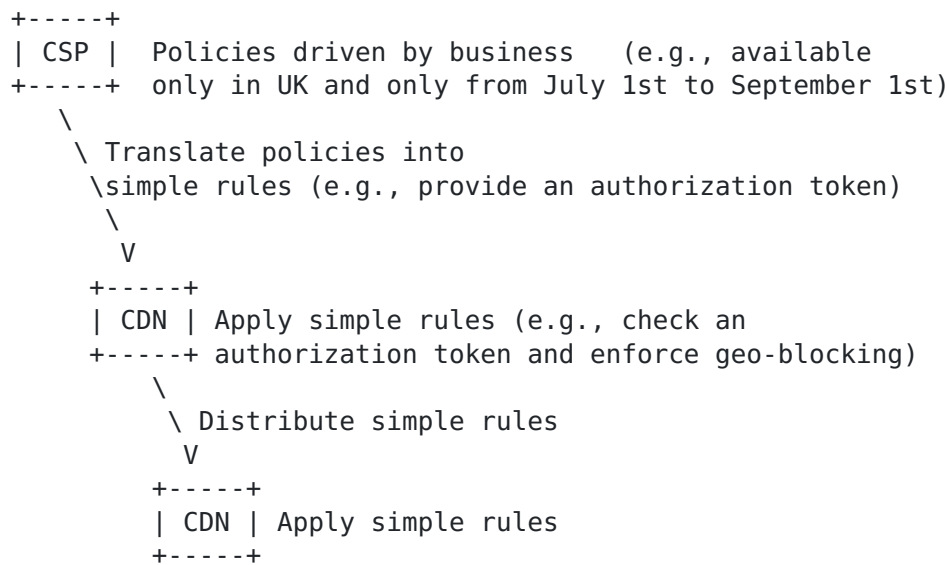 +-----+
| CSP |  Policies driven by business   (e.g., available
+-----+  only in UK and only from July 1st to September 1st)
   \
    \ Translate policies into
     \simple rules (e.g., provide an authorization token)
      \
       V
     +-----+
     | CDN | Apply simple rules (e.g., check an
     +-----+ authorization token and enforce geo-blocking)
         \
          \ Distribute simple rules
           V
         +-----+
         | CDN | Apply simple rules
         +-----+